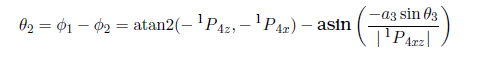 θ₂ = ϕ₁ − ϕ₂ = atan2(− ¹P₄z, − ¹P₄x) − asin ( −a₃ sin θ₃ / | ¹P₄xz| )